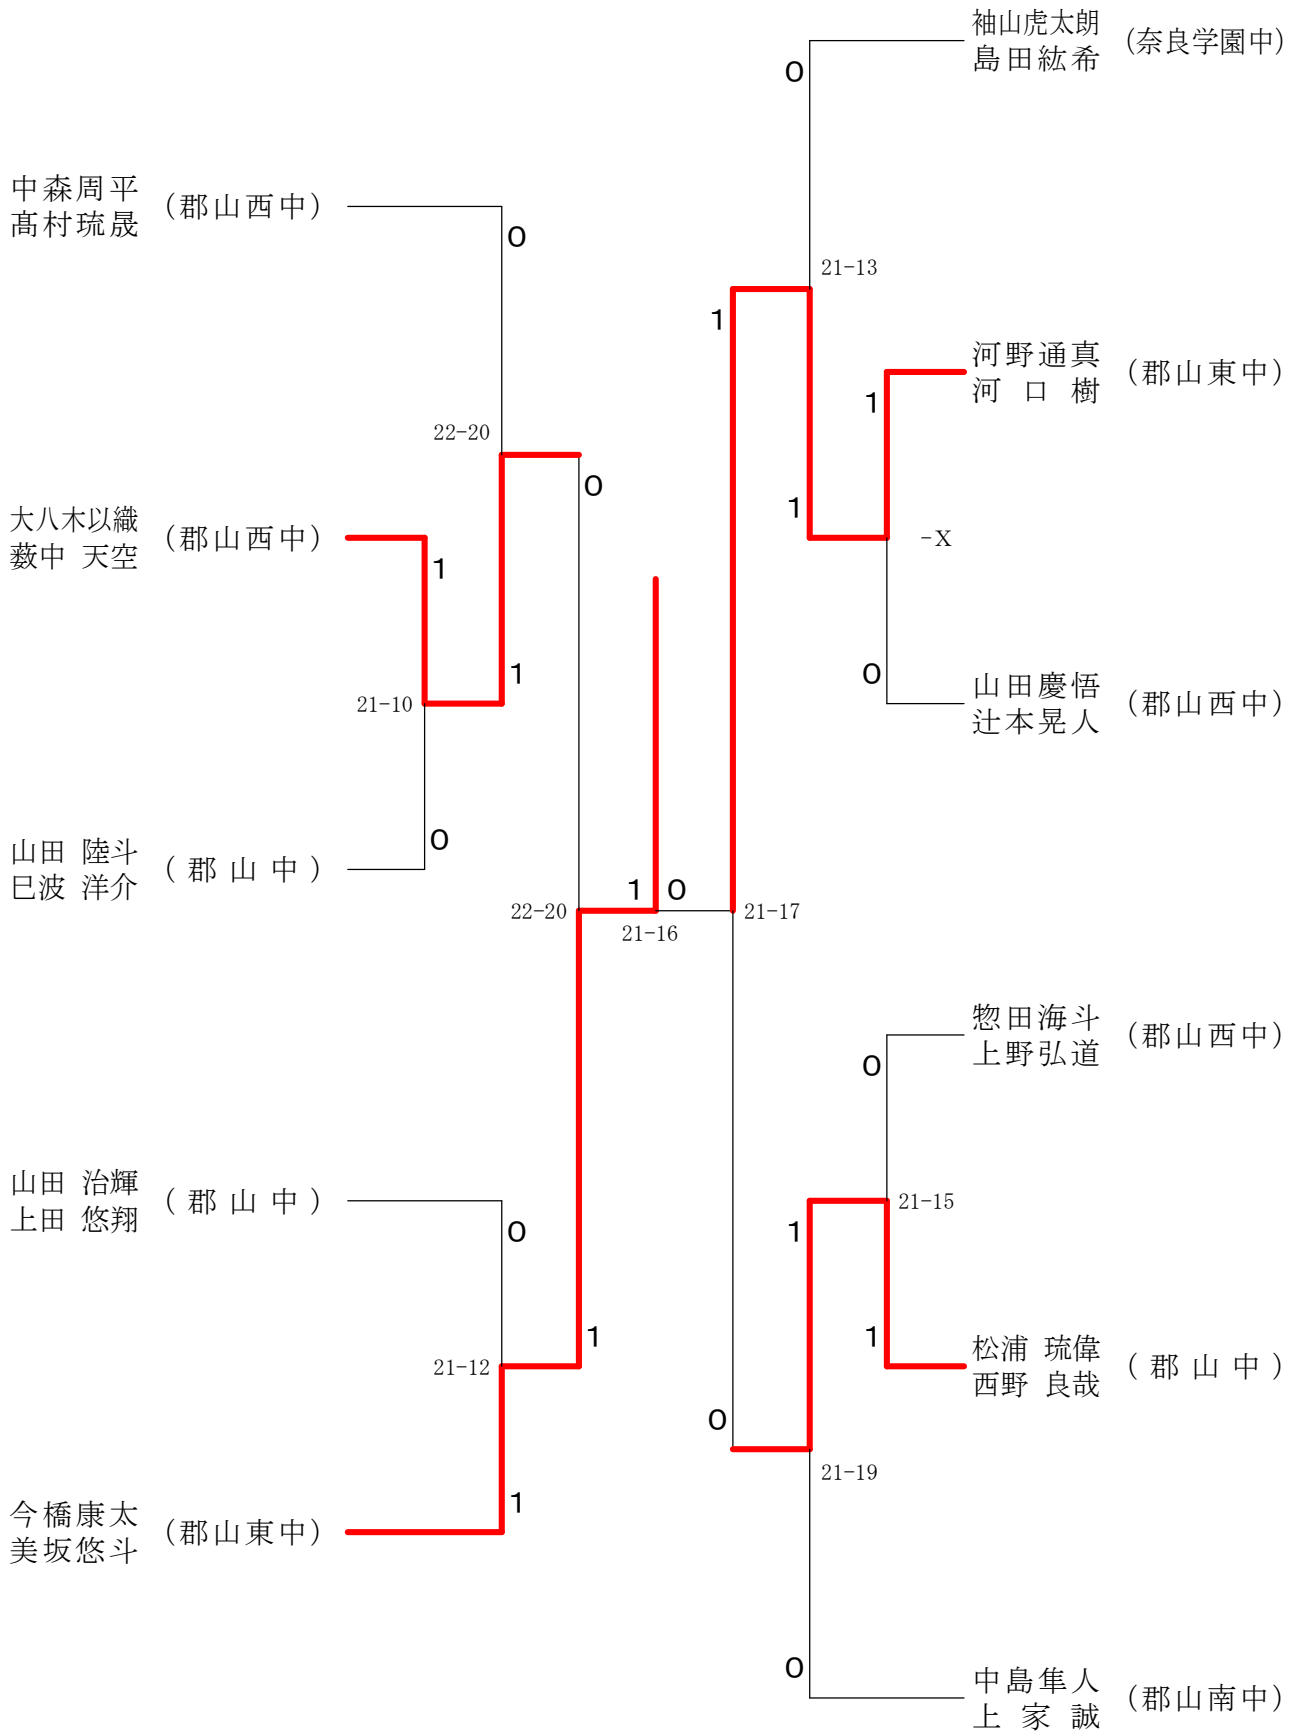 中森周平
髙村琉晟
(郡山西中)
0
22-20
大八木以織
薮中 天空
(郡山西中)
1
1
21-10
0
山田 陸斗
巳波 洋介
(郡山中)
0
22-20
1
0
21-16
山田 治輝
上田 悠翔
(郡山中)
0
21-12
1
今橋康太
美坂悠斗
(郡山東中)
1
袖山虎太朗
島田紘希
(奈良学園中)
0
21-13
1
河野通真
河口樹
(郡山東中)
1
1
-X
0
山田慶悟
辻本晃人
(郡山西中)
21-17
惣田海斗
上野弘道
(郡山西中)
0
21-15
1
松浦 琉偉
西野 良哉
(郡山中)
1
0
21-19
0
中島隼人
上家誠
(郡山南中)